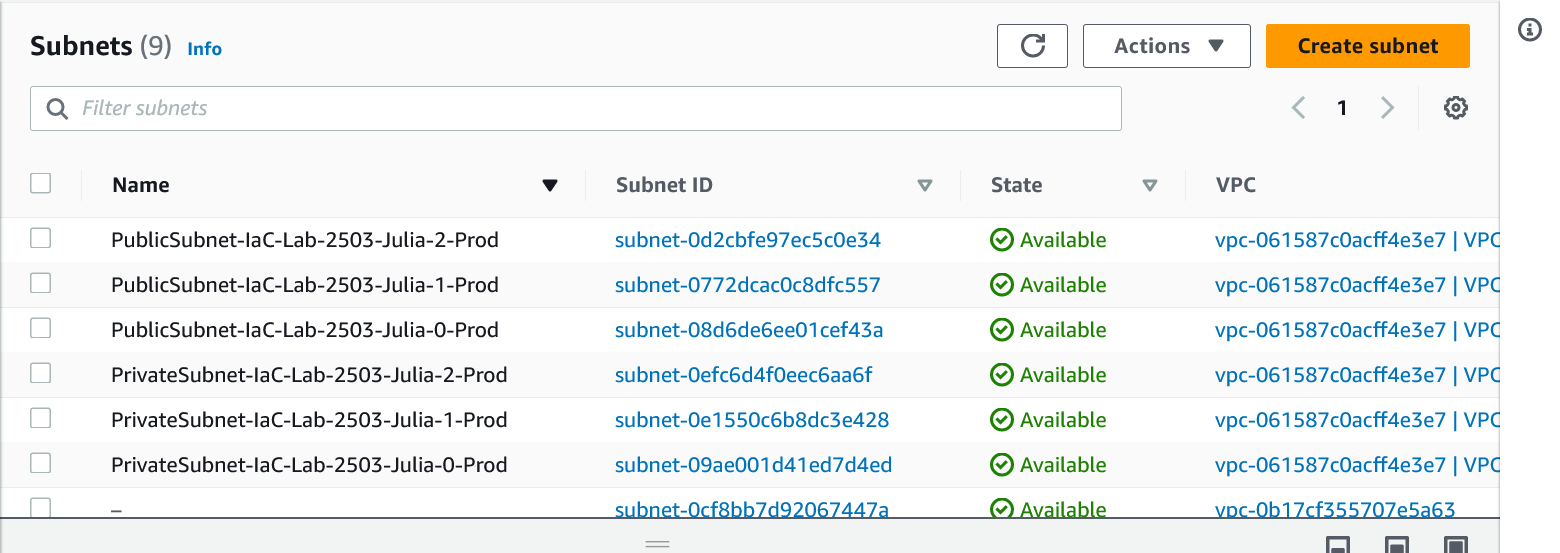 Subnets (9) Info
Actions
Create subnet
Filter subnets
1
Name Subnet ID State VPC
PublicSubnet-IaC-Lab-2503-Julia-2-Prod subnet-0d2cbfe97ec5c0e34 Available vpc-061587c0acff4e3e7 | VPC
PublicSubnet-IaC-Lab-2503-Julia-1-Prod subnet-0772dcac0c8dfc557 Available vpc-061587c0acff4e3e7 | VPC
PublicSubnet-IaC-Lab-2503-Julia-0-Prod subnet-08d6de6ee01cef43a Available vpc-061587c0acff4e3e7 | VPC
PrivateSubnet-IaC-Lab-2503-Julia-2-Prod subnet-0efc6d4f0eec6aa6f Available vpc-061587c0acff4e3e7 | VPC
PrivateSubnet-IaC-Lab-2503-Julia-1-Prod subnet-0e1550c6b8dc3e428 Available vpc-061587c0acff4e3e7 | VPC
PrivateSubnet-IaC-Lab-2503-Julia-0-Prod subnet-09ae001d41ed7d4ed Available vpc-061587c0acff4e3e7 | VPC
– subnet-0cf8bb7d92067447a Available vpc-0b17cf355707e5a63